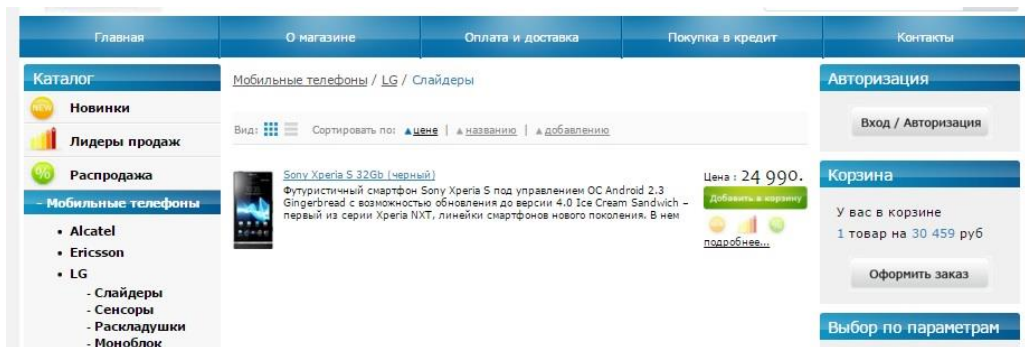 Главная
О магазине
Оплата и доставка
Покупка в кредит
Контакты
Каталог
Новинки
Лидеры продаж
Распродажа
- Мобильные телефоны
• Alcatel
• Ericsson
• LG
- Слайдеры
- Сенсоры
- Раскладушки
- Моноблок
Мобильные телефоны / LG / Слайдеры
Вид: Сортировать по: ▲цене | ▲названию | ▲добавлению
Sony Xperia S 32Gb (черный)
Футуристичный смартфон Sony Xperia S под управлением ОС Android 2.3
Gingerbread с возможностью обновления до версии 4.0 Ice Cream Sandwich –
первый из серии Xperia NXT, линейки смартфонов нового поколения. В нем
Цена : 24 990.
Добавить в корзину
подробнее...
Авторизация
Вход / Авторизация
Корзина
У вас в корзине
1 товар на 30 459 руб
Оформить заказ
Выбор по параметрам